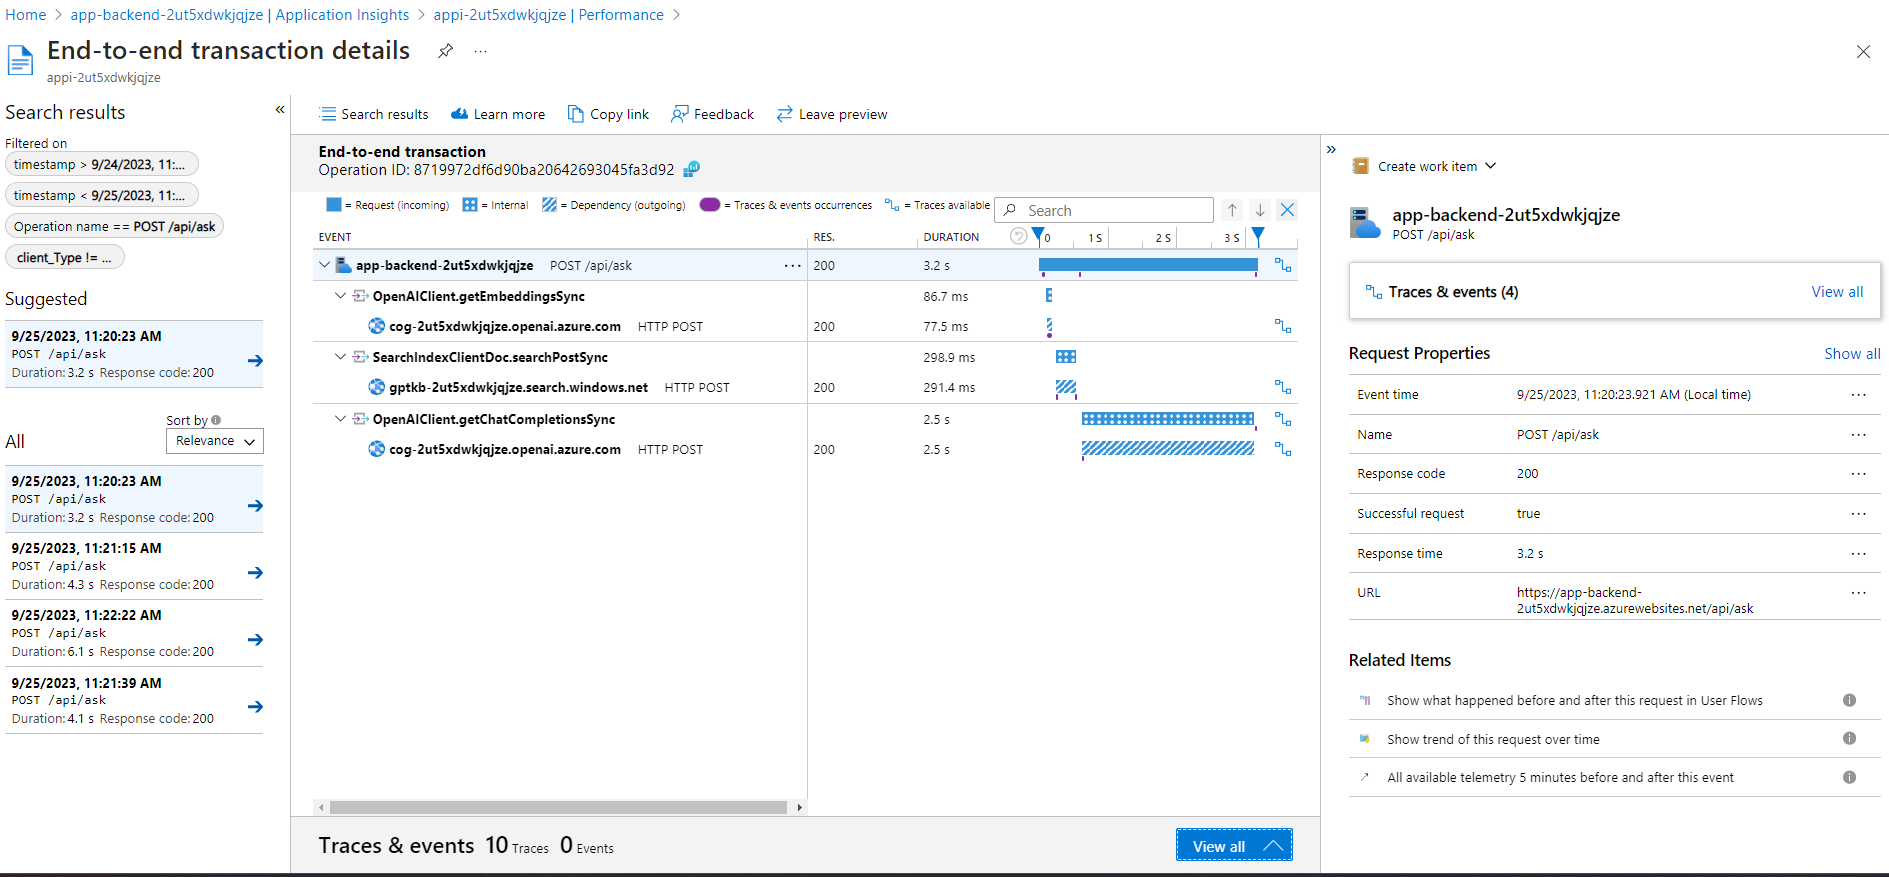 Home > app-backend-2ut5xdwkjqjze | Application Insights > appi-2ut5xdwkjqjze | Performance >
End-to-end transaction details
appi-2ut5xdwkjqjze
Search results
Filtered on
timestamp > 9/24/2023, 11:...
timestamp < 9/25/2023, 11:...
Operation name == POST /api/ask
client_Type != ...
Suggested
9/25/2023, 11:20:23 AM
POST /api/ask
Duration: 3.2 s Response code: 200
All
Sort by
Relevance
9/25/2023, 11:20:23 AM
POST /api/ask
Duration: 3.2 s Response code: 200
9/25/2023, 11:21:15 AM
POST /api/ask
Duration: 4.3 s Response code: 200
9/25/2023, 11:22:22 AM
POST /api/ask
Duration: 6.1 s Response code: 200
9/25/2023, 11:21:39 AM
POST /api/ask
Duration: 4.1 s Response code: 200
Search results Learn more Copy link Feedback Leave preview
End-to-end transaction
Operation ID: 8719972df6d90ba20642693045fa3d92
= Request (incoming) = Internal = Dependency (outgoing) = Traces & events occurrences = Traces available Search
EVENT RES. DURATION 0 1 S 2 S 3 S
app-backend-2ut5xdwkjqjze POST /api/ask ... 200 3.2 s
OpenAIClient.getEmbeddingsSync 86.7 ms
cog-2ut5xdwkjqjze.openai.azure.com HTTP POST 200 77.5 ms
SearchIndexClientDoc.searchPostSync 298.9 ms
gptkb-2ut5xdwkjqjze.search.windows.net HTTP POST 200 291.4 ms
OpenAIClient.getChatCompletionsSync 2.5 s
cog-2ut5xdwkjqjze.openai.azure.com HTTP POST 200 2.5 s
Traces & events 10 Traces 0 Events
View all
Create work item
app-backend-2ut5xdwkjqjze
POST /api/ask
Traces & events (4) View all
Request Properties Show all
Event time 9/25/2023, 11:20:23.921 AM (Local time) ...
Name POST /api/ask ...
Response code 200 ...
Successful request true ...
Response time 3.2 s ...
URL https://app-backend- ...
2ut5xdwkjqjze.azurewebsites.net/api/ask
Related Items
Show what happened before and after this request in User Flows
Show trend of this request over time
All available telemetry 5 minutes before and after this event